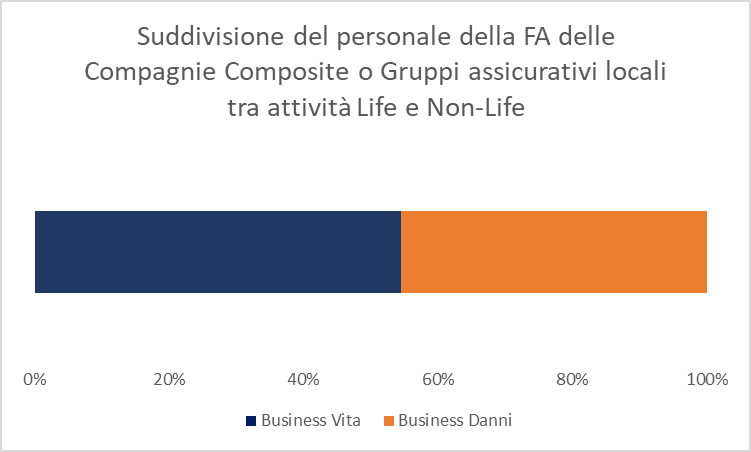 Suddivisione del personale della FA delle
Compagnie Composite o Gruppi assicurativi locali
tra attività Life e Non-Life
0% 20% 40% 60% 80% 100%
Business Vita Business Danni